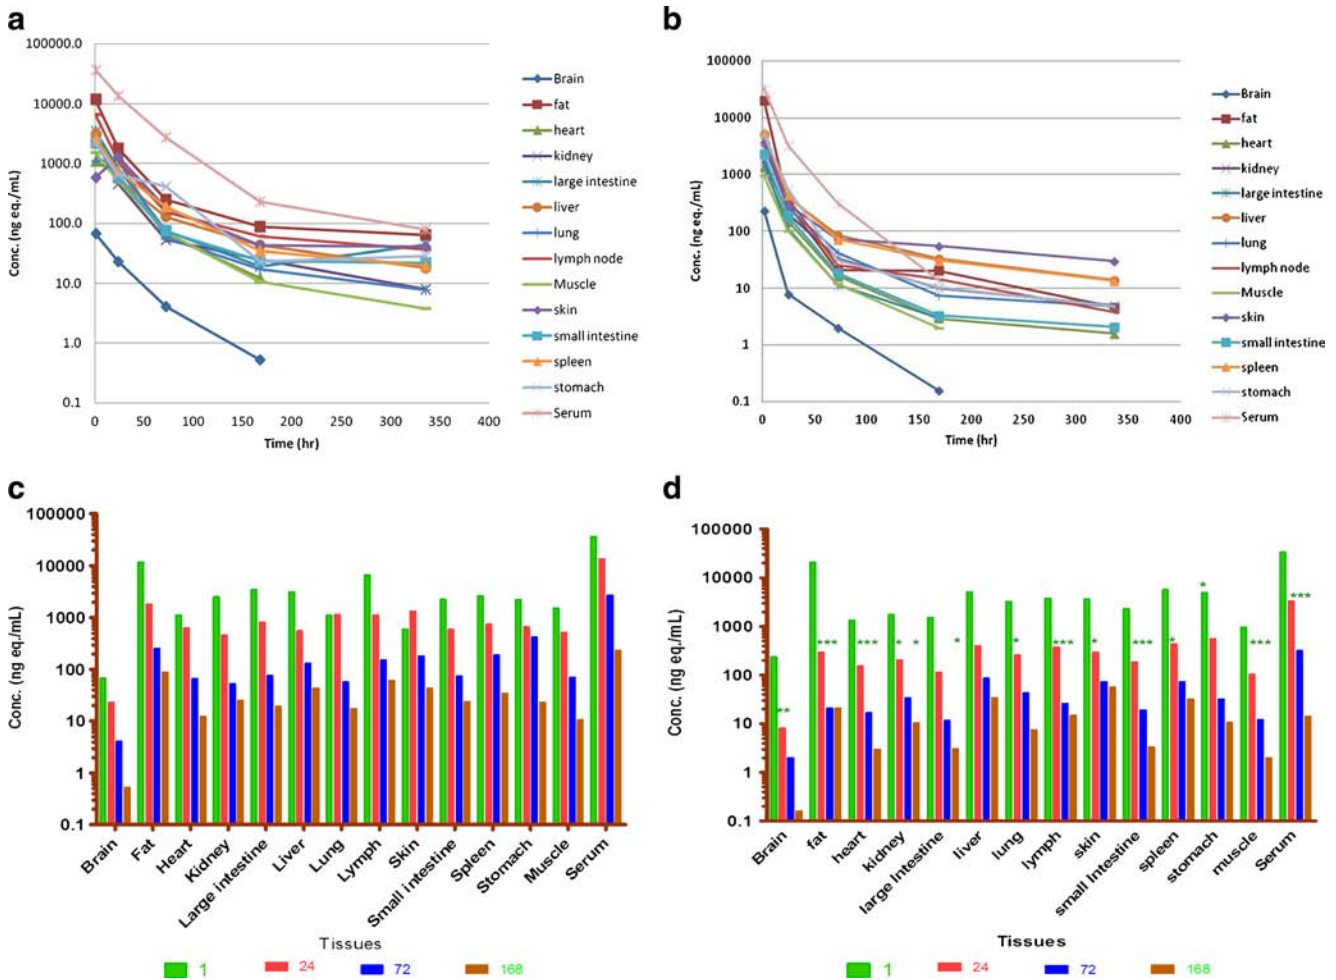 a
100000.0
10000.0
1000.0
100.0
10.0
1.0
0.1
Conc. (ng eq./mL)
0 50 100 150 200 250 300 350 400
Time (hr)
Brain
fat
heart
kidney
large intestine
liver
lung
lymph node
Muscle
skin
small intestine
spleen
stomach
Serum
b
100000
10000
1000
100
10
1
0.1
Conc. (ng eq./mL)
0 50 100 150 200 250 300 350 400
Time (hr)
Brain
fat
heart
kidney
large intestine
liver
lung
lymph node
Muscle
skin
small intestine
spleen
stomach
Serum
c
100000
10000
1000
100
10
1
0.1
Conc. (ng eq./mL)
Brain
Fat
Heart
Kidney
Large intestine
Liver
Lung
Lymph
Skin
Small intestine
Spleen
Stomach
Muscle
Serum
Tissues
1 24 72 168
d
100000
10000
1000
100
10
1
0.1
Conc. (ng eq./mL)
** *** *** * * * * *** * *** * * *** ***
Brain
fat
heart
kidney
large Intestine
liver
lung
lymph
skin
small Intestine
spleen
stomach
muscle
Serum
Tissues
1 24 72 168